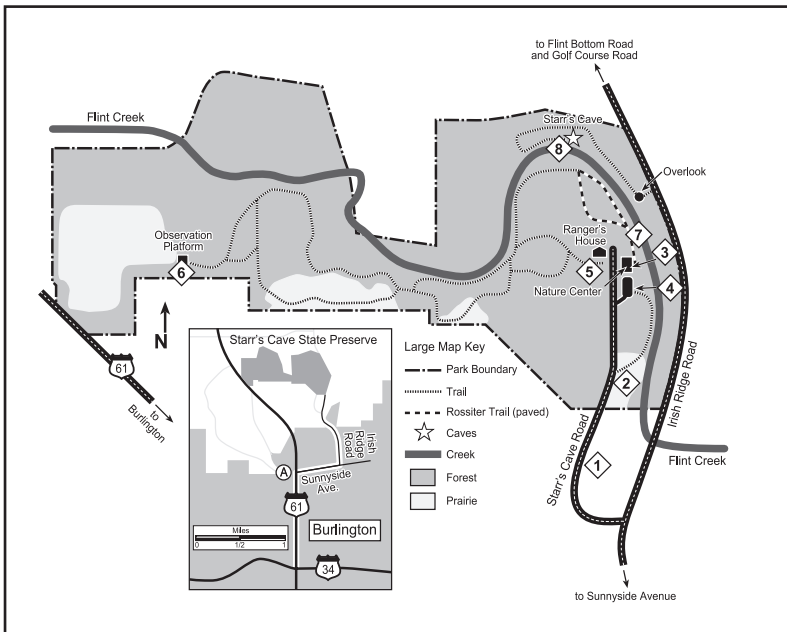 to Flint Bottom Road
and Golf Course Road
Flint Creek
Starr's Cave
8
Overlook
Observation
Platform
6
Ranger's
House
7
3
5
4
Nature Center
N
61
to
Burlington
2
Irish Ridge Road
Starr's Cave Road
1
Flint Creek
to Sunnyside Avenue
Starr's Cave State Preserve
Irish
Ridge
Road
A
Sunnyside
Ave.
61
Miles
0 1/2 1
Burlington
34
Large Map Key
Park Boundary
Trail
Rossiter Trail (paved)
Caves
Creek
Forest
Prairie